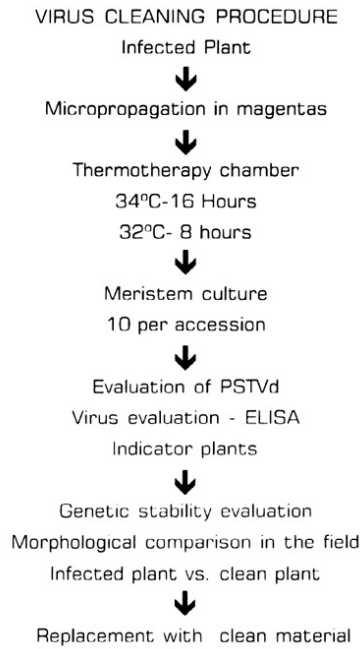 VIRUS CLEANING PROCEDURE
Infected Plant
Micropropagation in magentas
Thermotherapy chamber
34ºC-16 Hours
32ºC- 8 hours
Meristem culture
10 per accession
Evaluation of PSTVd
Virus evaluation - ELISA
Indicator plants
Genetic stability evaluation
Morphological comparison in the field
Infected plant vs. clean plant
Replacement with clean material